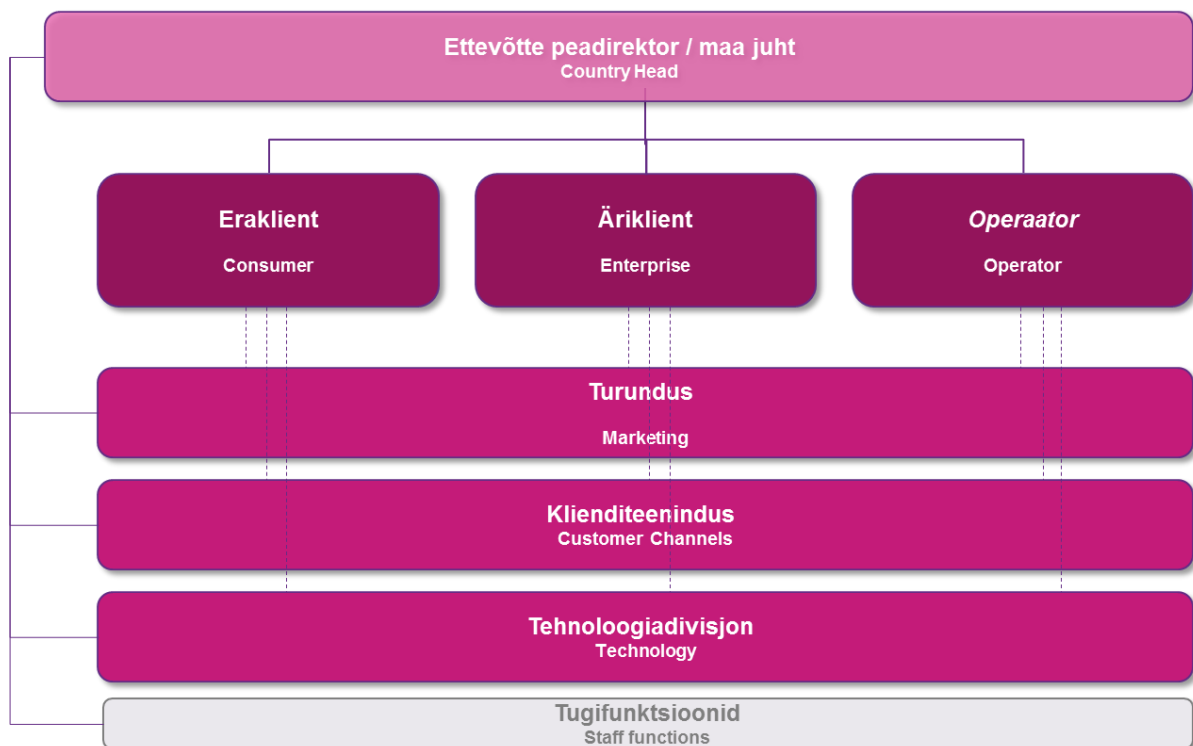 Ettevõtte peadirektor / maa juht
Country Head
Eraklient
Consumer
Äriklient
Enterprise
Operaator
Operator
Turundus
Marketing
Klienditeenindus
Customer Channels
Tehnoloogiadivisjon
Technology
Tugifunktsioonid
Staff functions